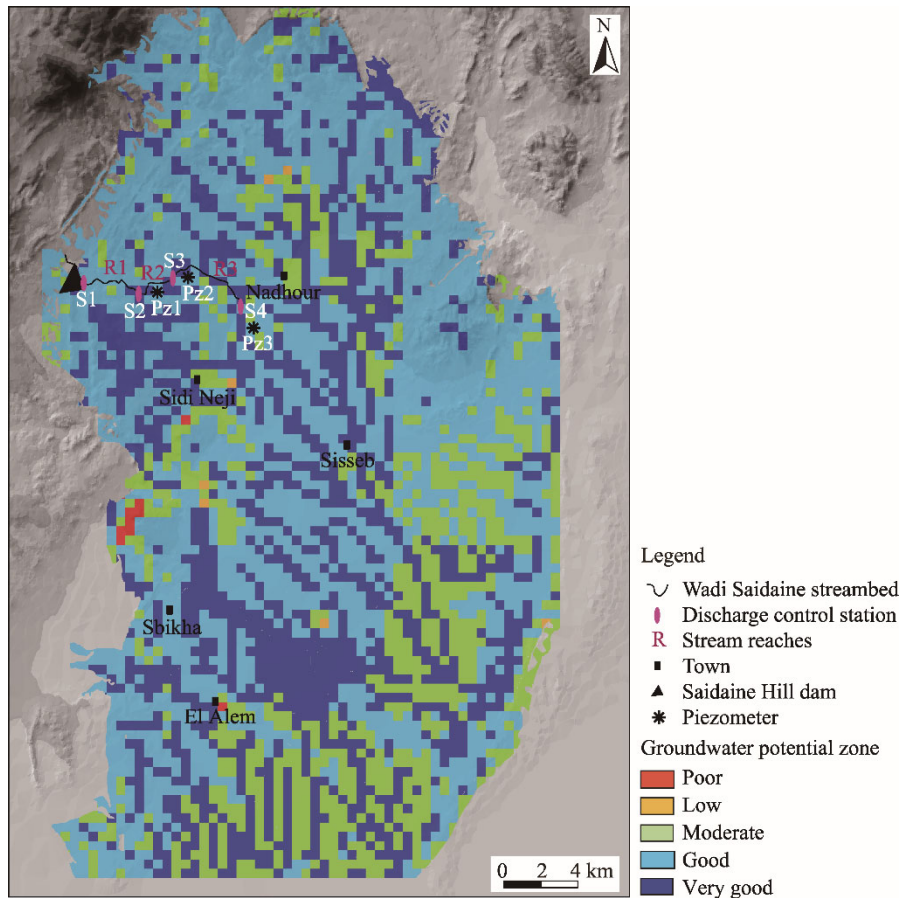 N
S3
R1
R2
R3
S1
S2
Pz1
Pz2
Nadhour
S4
Pz3
Sidi Neji
Sisseb
Sbikha
El Alem
0 2 4 km
Legend
Wadi Saidaine streambed
Discharge control station
R Stream reaches
Town
Saidaine Hill dam
Piezometer
Groundwater potential zone
Poor
Low
Moderate
Good
Very good